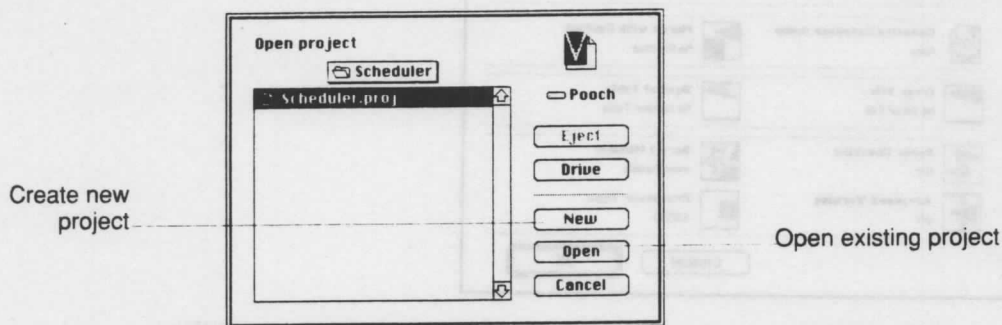 Open project
Scheduler
Scheduler.proj
Pooch
Eject
Drive
New
Open
Cancel
Create new
project
Open existing project